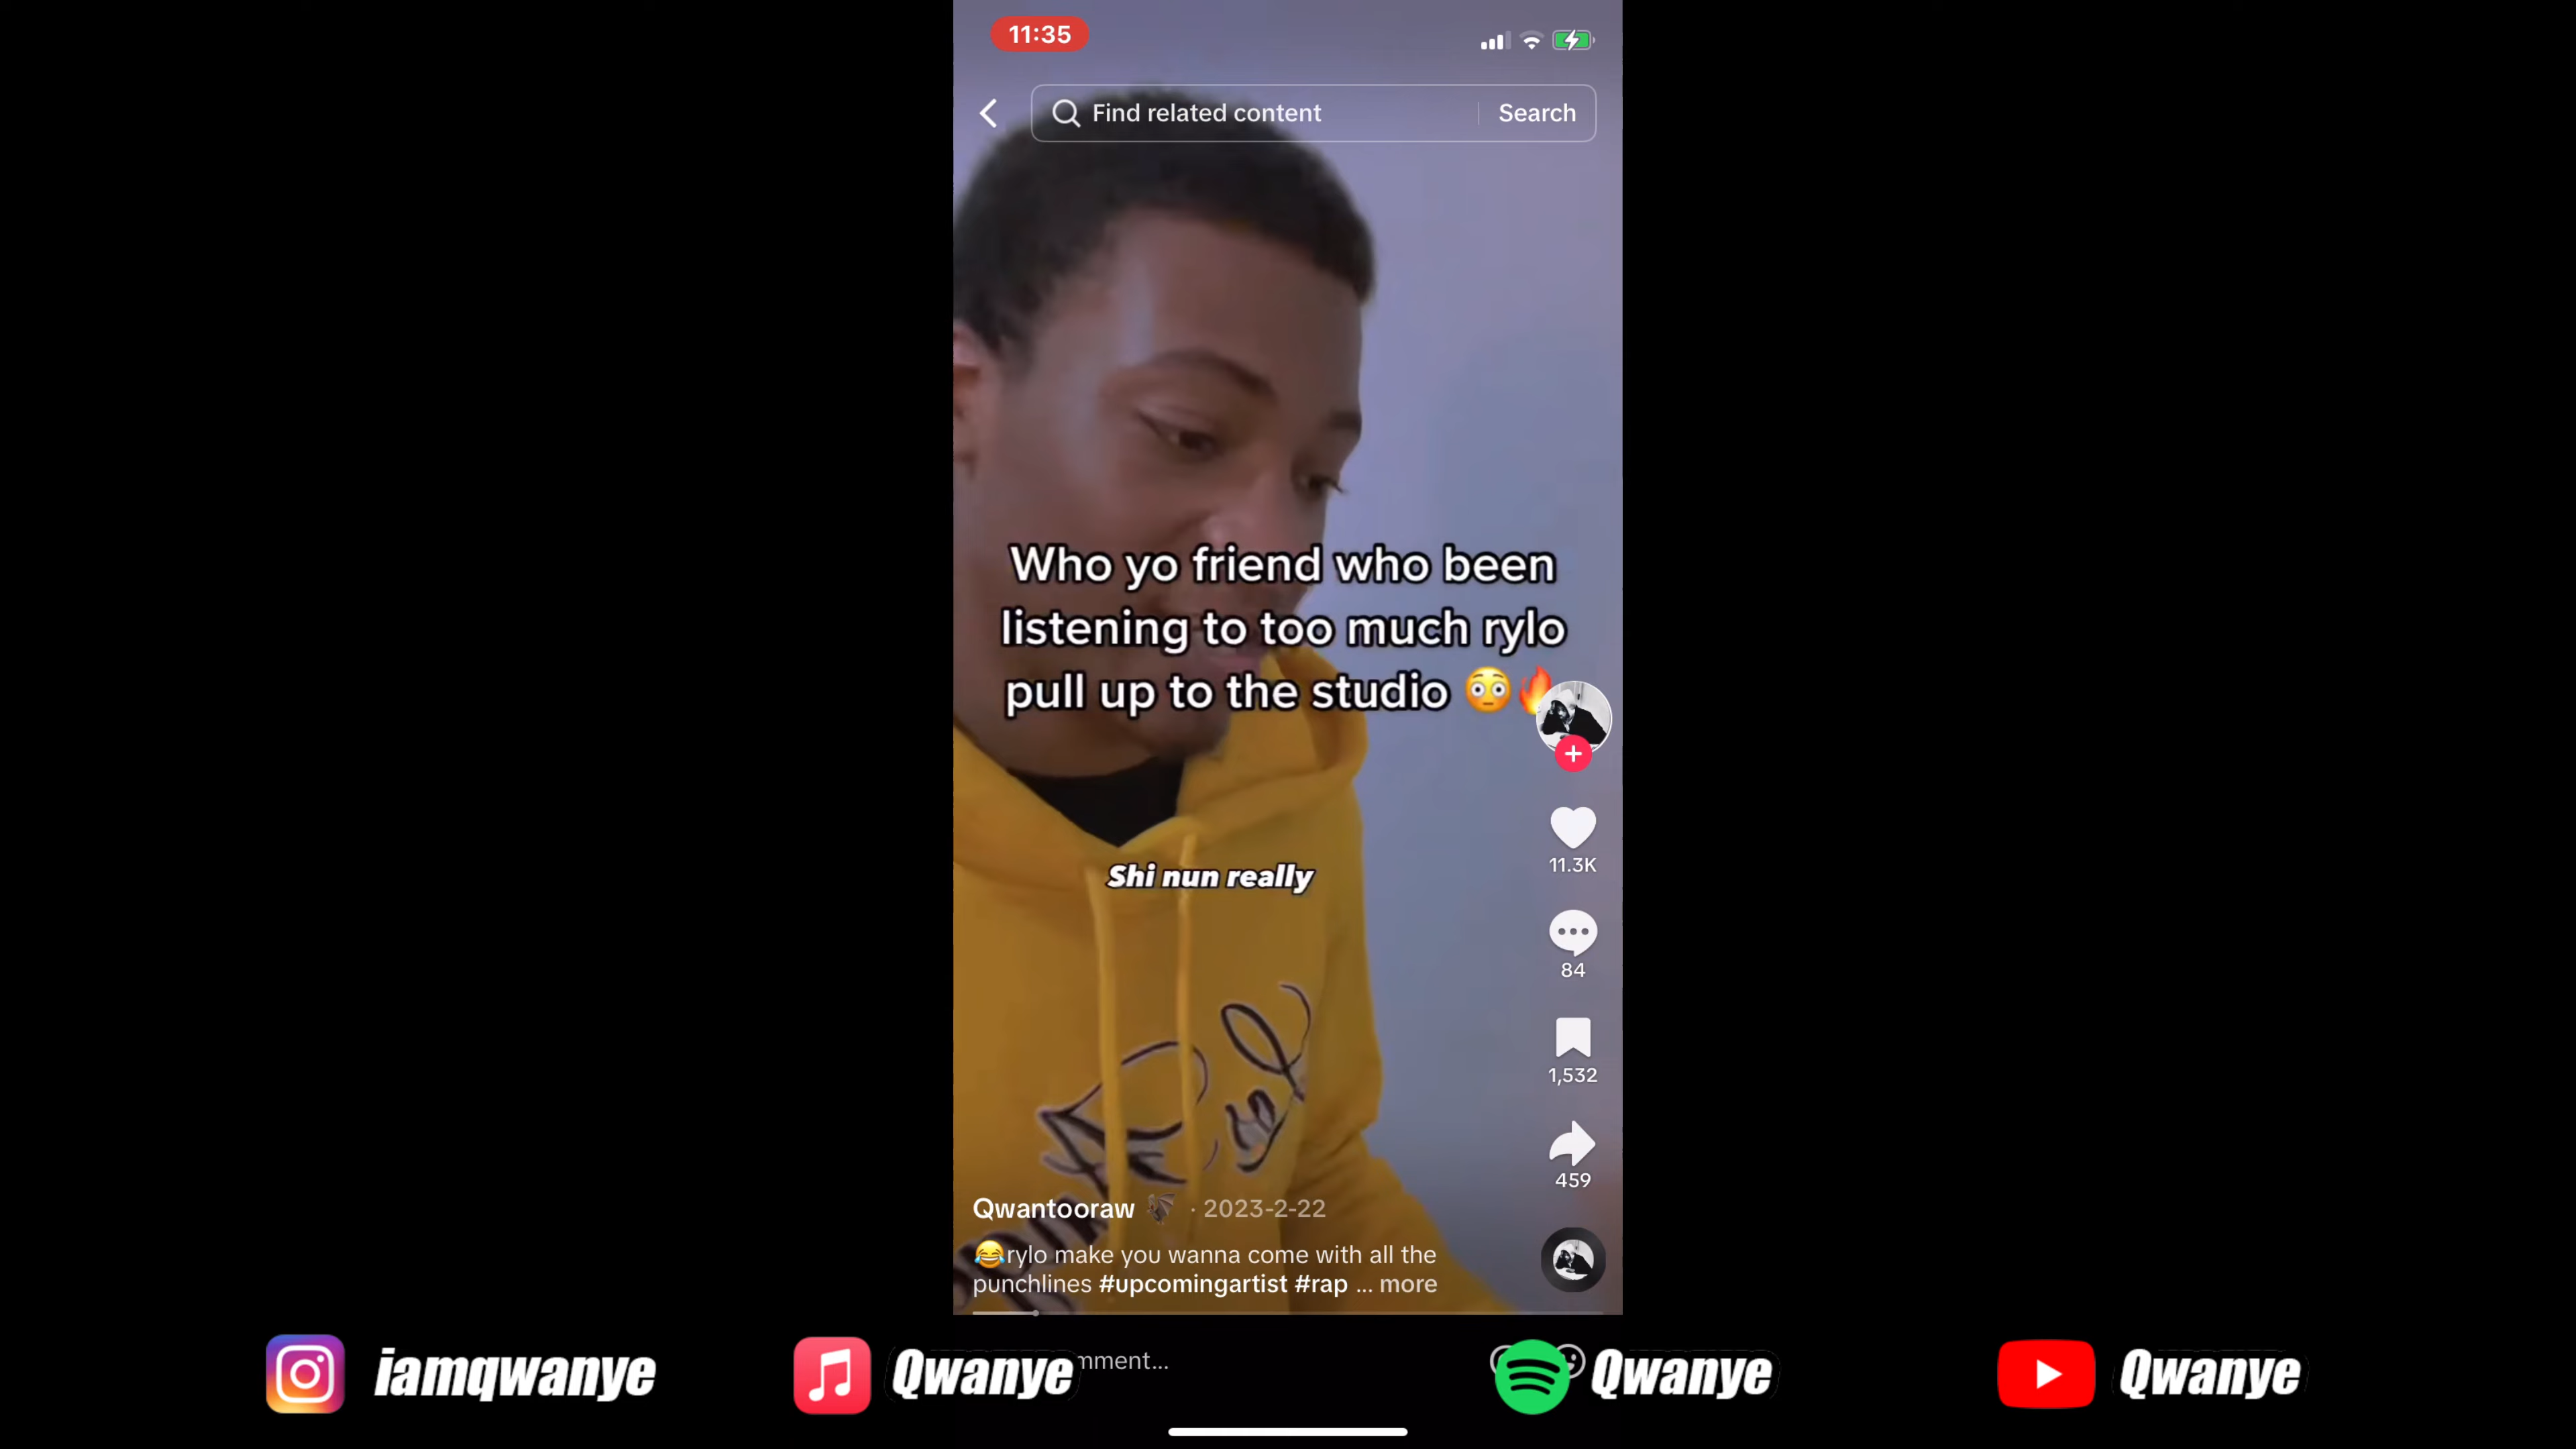 11:35
Find related content
Search
Who yo friend who been
listening to too much rylo
pull up to the studio 😳🔥
11.3K
Shi nun really
84
1,532
459
Qwantooraw 🦇 · 2023-2-22
😂rylo make you wanna come with all the
punchlines #upcomingartist #rap ... more
mment...
iamqwanye
Qwanye
Qwanye
Qwanye